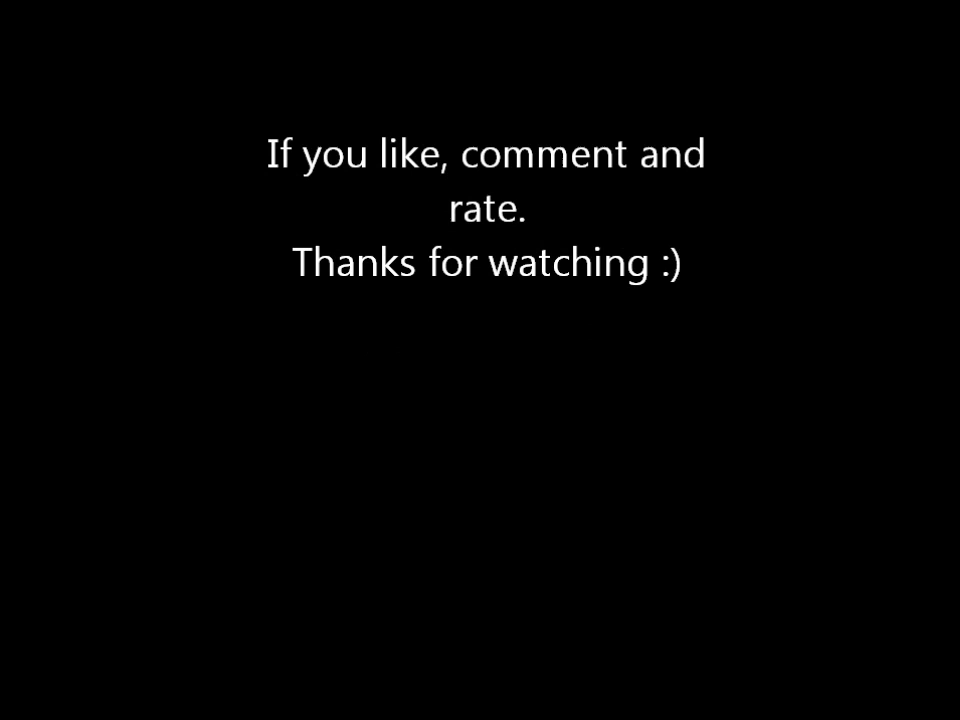 If you like, comment and
rate.
Thanks for watching :)